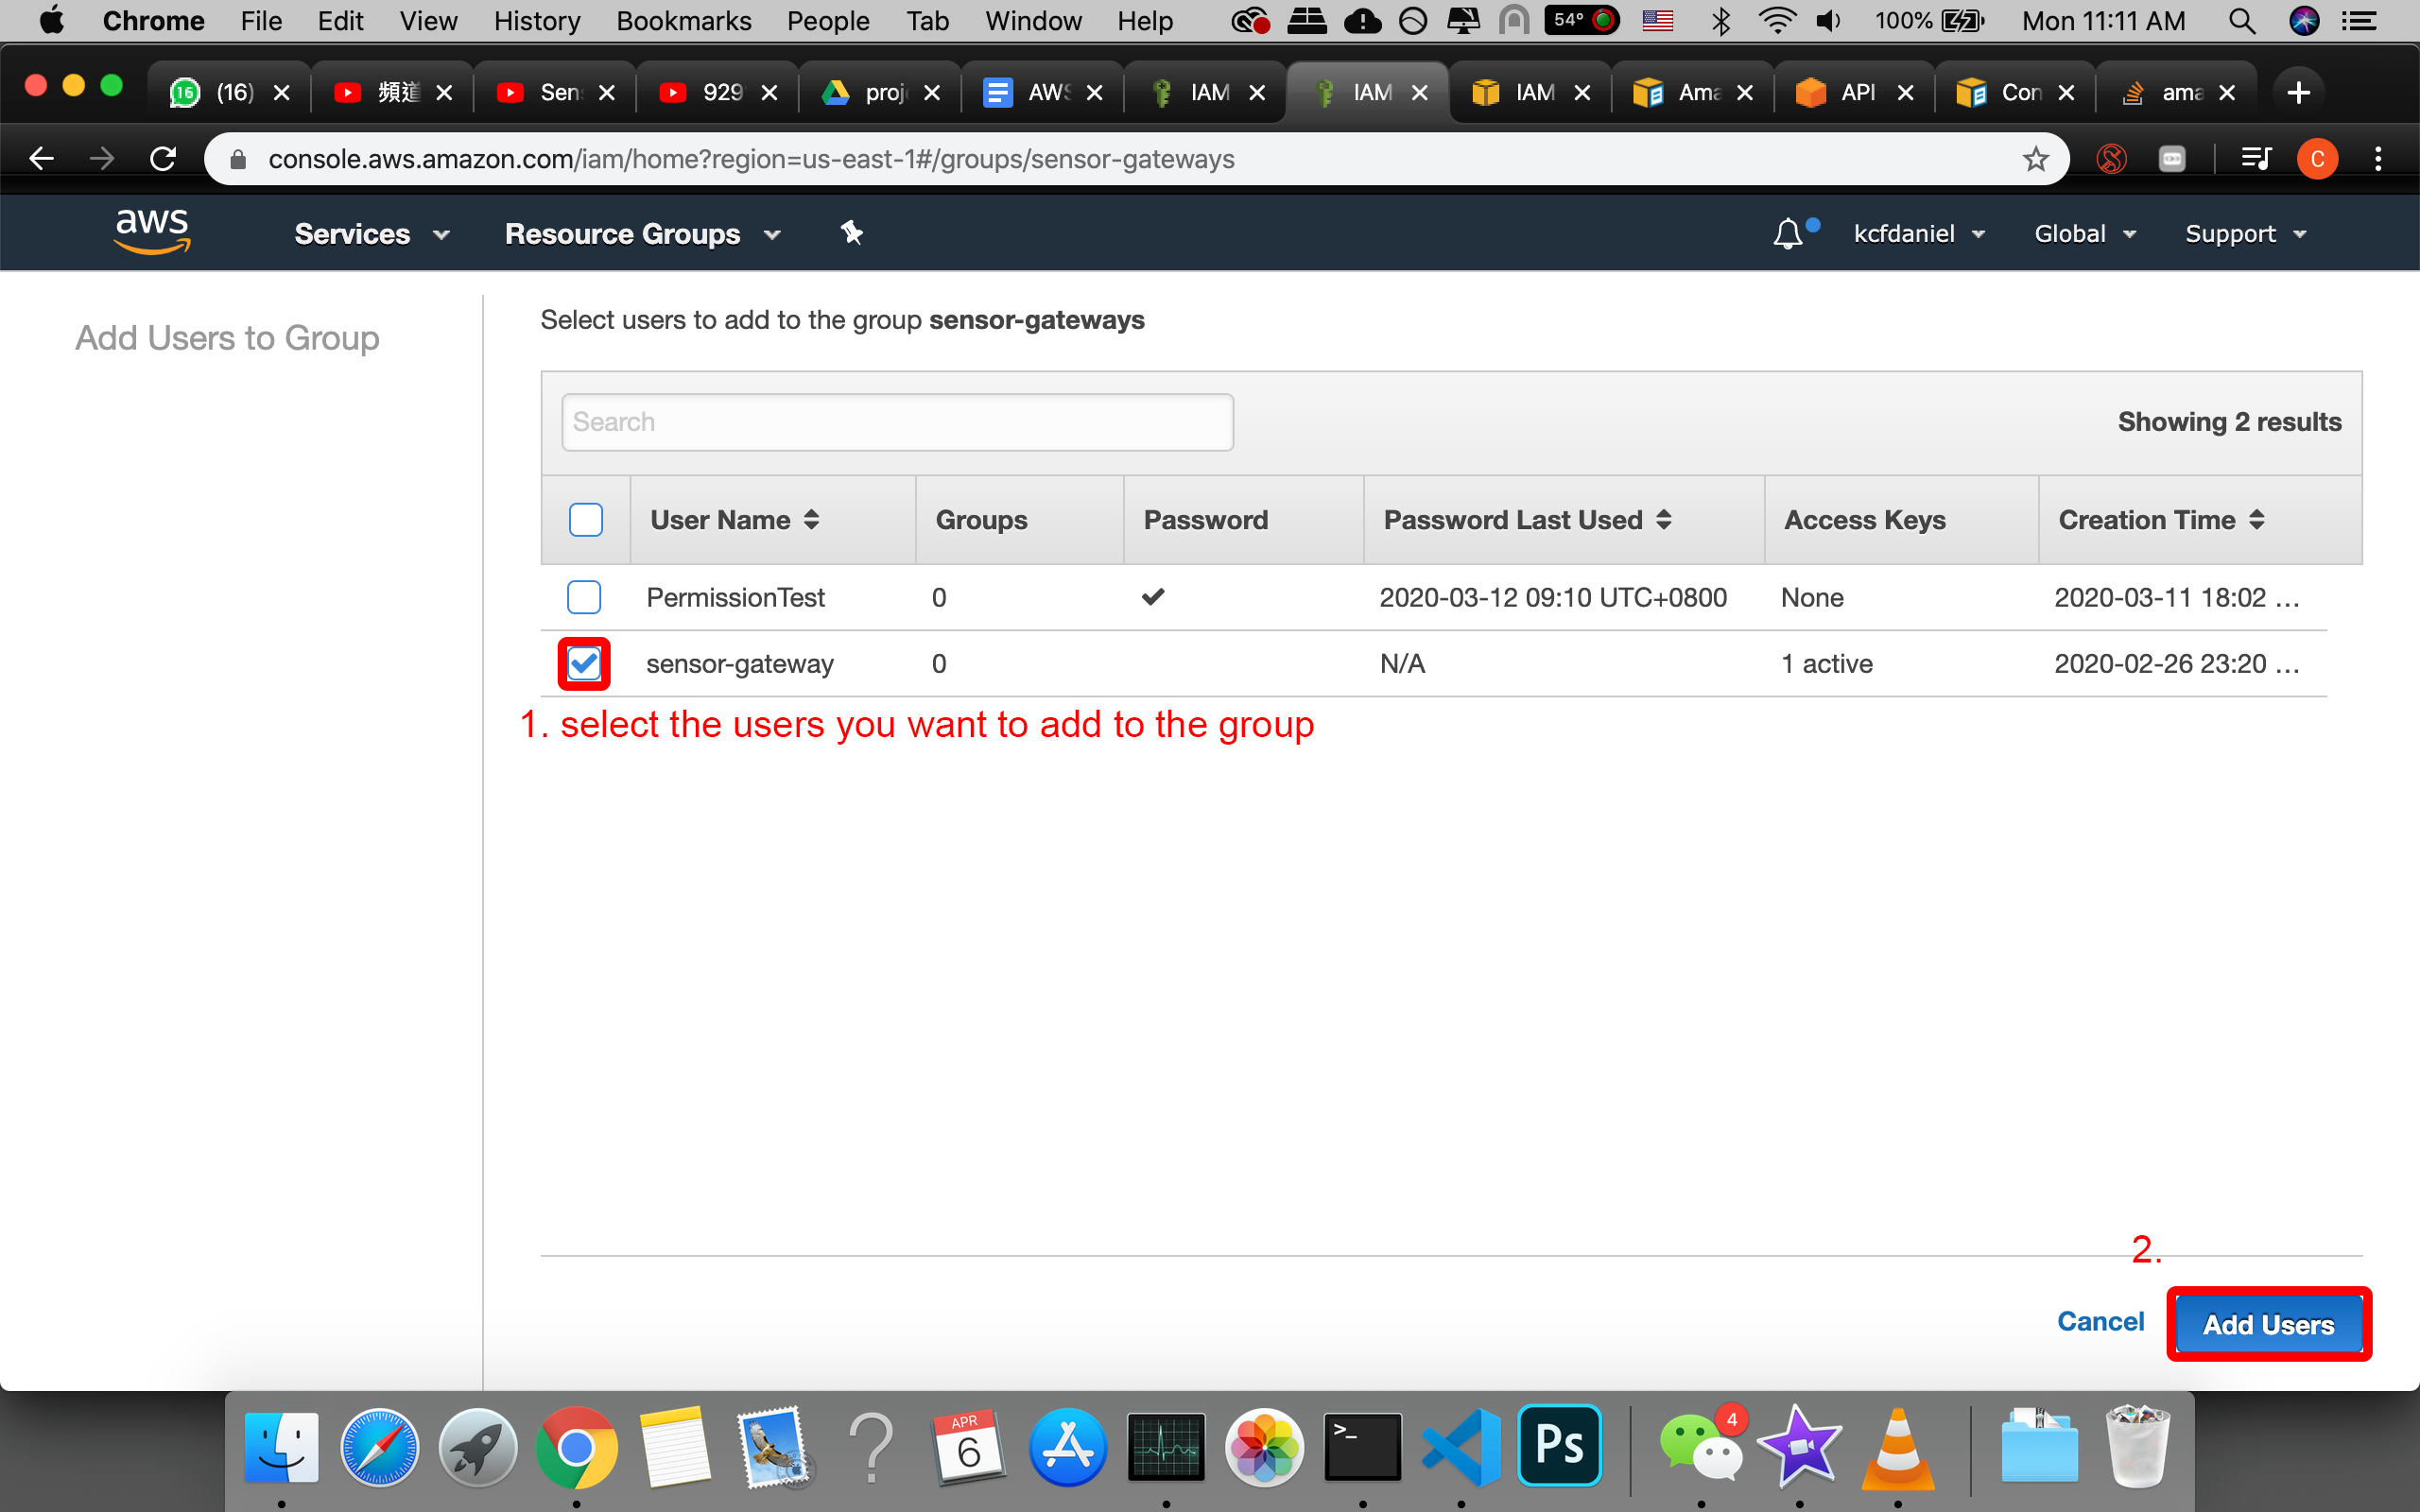 Chrome File Edit View History Bookmarks People Tab Window Help 54° 100% Mon 11:11 AM
16 (16) 頻道 Sen 929 proj AWS IAM IAM IAM Ama API Con ama
console.aws.amazon.com/iam/home?region=us-east-1#/groups/sensor-gateways C
aws Services Resource Groups kcfdaniel Global Support
Add Users to Group
Select users to add to the group sensor-gateways
Search Showing 2 results
User Name Groups Password Password Last Used Access Keys Creation Time
PermissionTest 0 2020-03-12 09:10 UTC+0800 None 2020-03-11 18:02 ...
sensor-gateway 0 N/A 1 active 2020-02-26 23:20 ...
1. select the users you want to add to the group
2.
Cancel Add Users
APR
6
>_
Ps
4